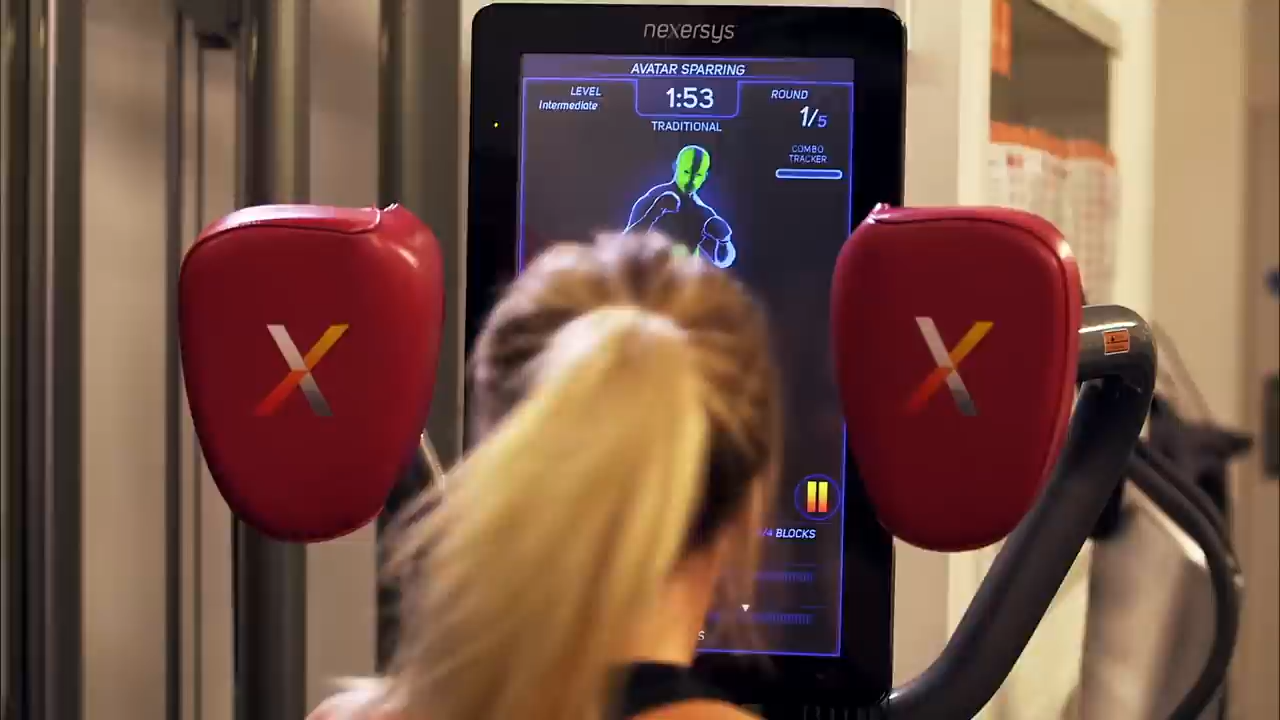 nexersys
AVATAR SPARRING
LEVEL
Intermediate
1:53
ROUND
1/5
TRADITIONAL
COMBO
TRACKER
X
X
/4 BLOCKS
S